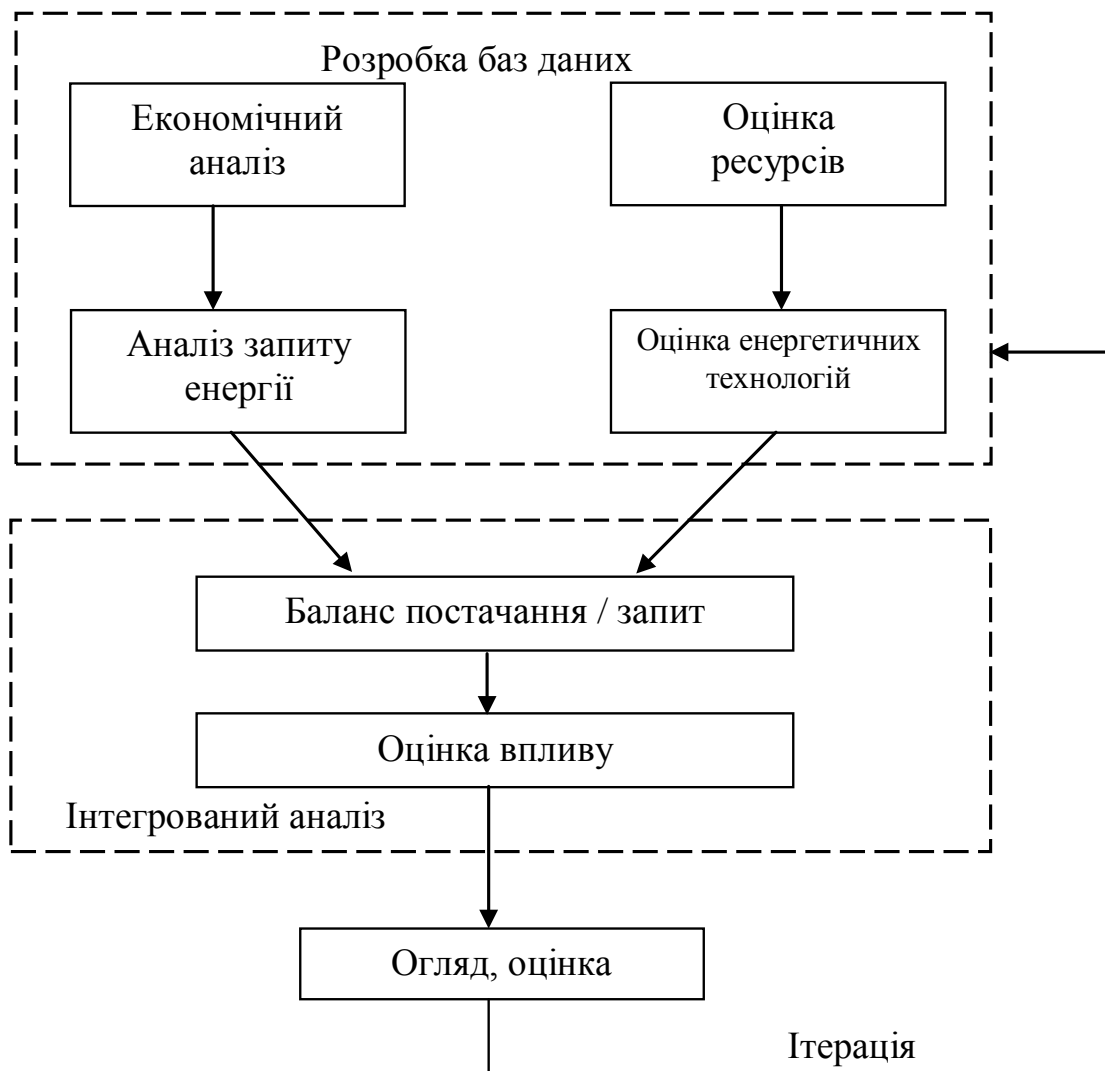 Розробка баз даних
Економічний
аналіз
Оцінка
ресурсів
Аналіз запиту
енергії
Оцінка енергетичних
технологій
Баланс постачання / запит
Оцінка впливу
Інтегрований аналіз
Огляд, оцінка
Ітерація